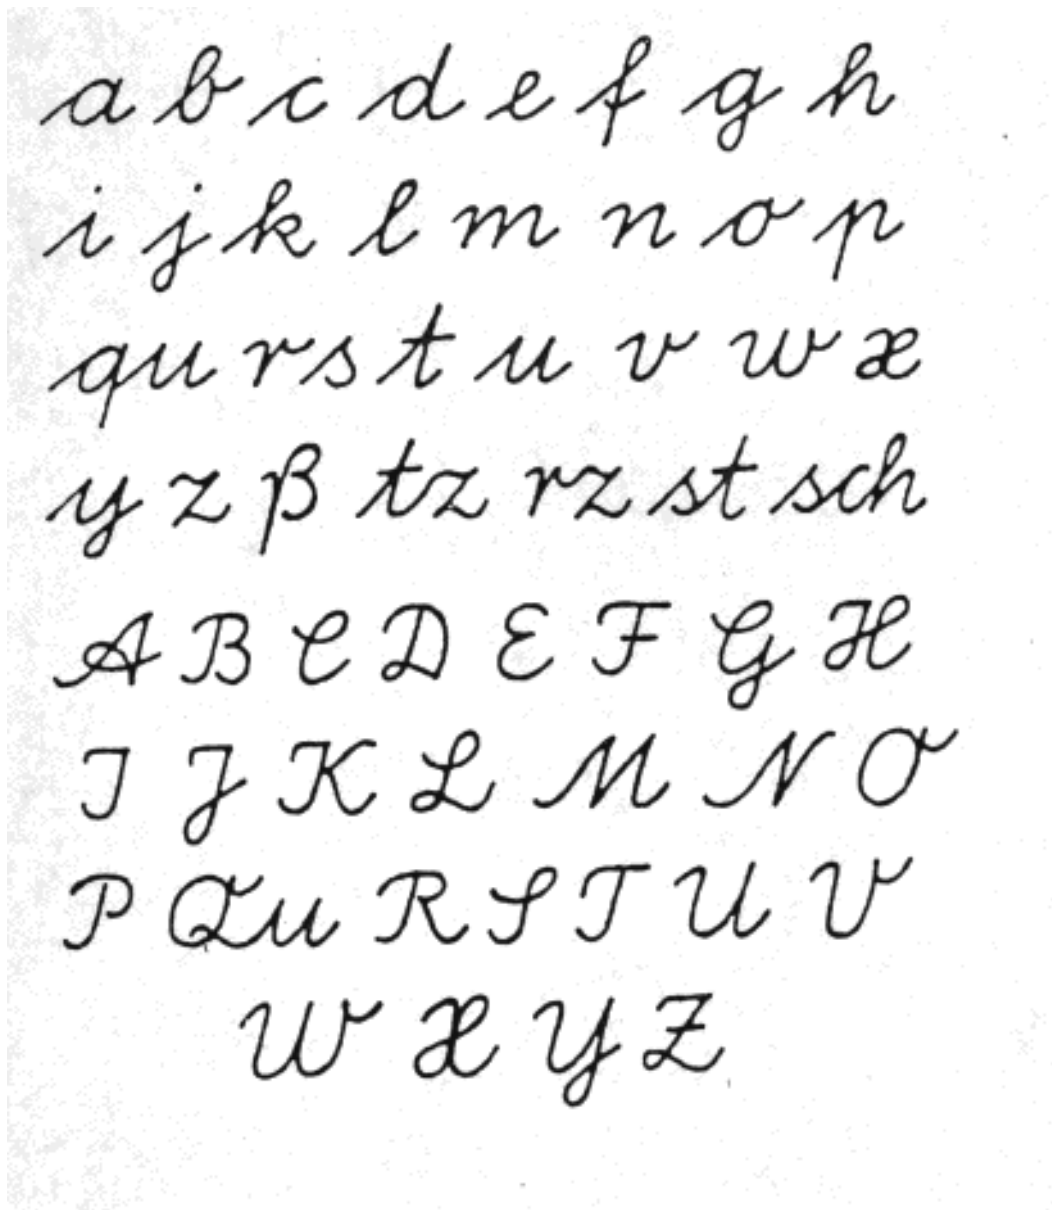 a b c d e f g h
i j k l m n o p
qu r s t u v w x
y z ß tz rz st sch
A B C D E F G H
I J K L M N O
P Qu R S T U V
W X Y Z